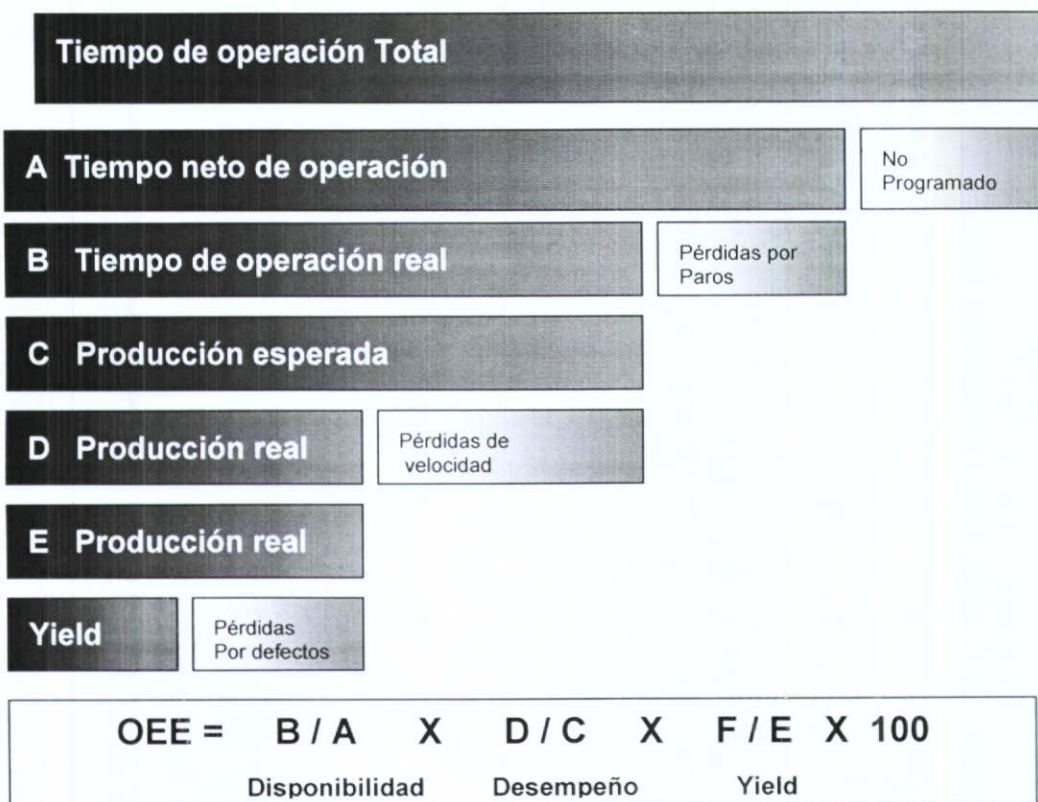 Tiempo de operación Total
A Tiempo neto de operación
No
Programado
B Tiempo de operación real
Pérdidas por
Paros
C Producción esperada
D Producción real
Pérdidas de
velocidad
E Producción real
Yield
Pérdidas
Por defectos
OEE = B / A X D / C X F / E X 100
Disponibilidad Desempeño Yield